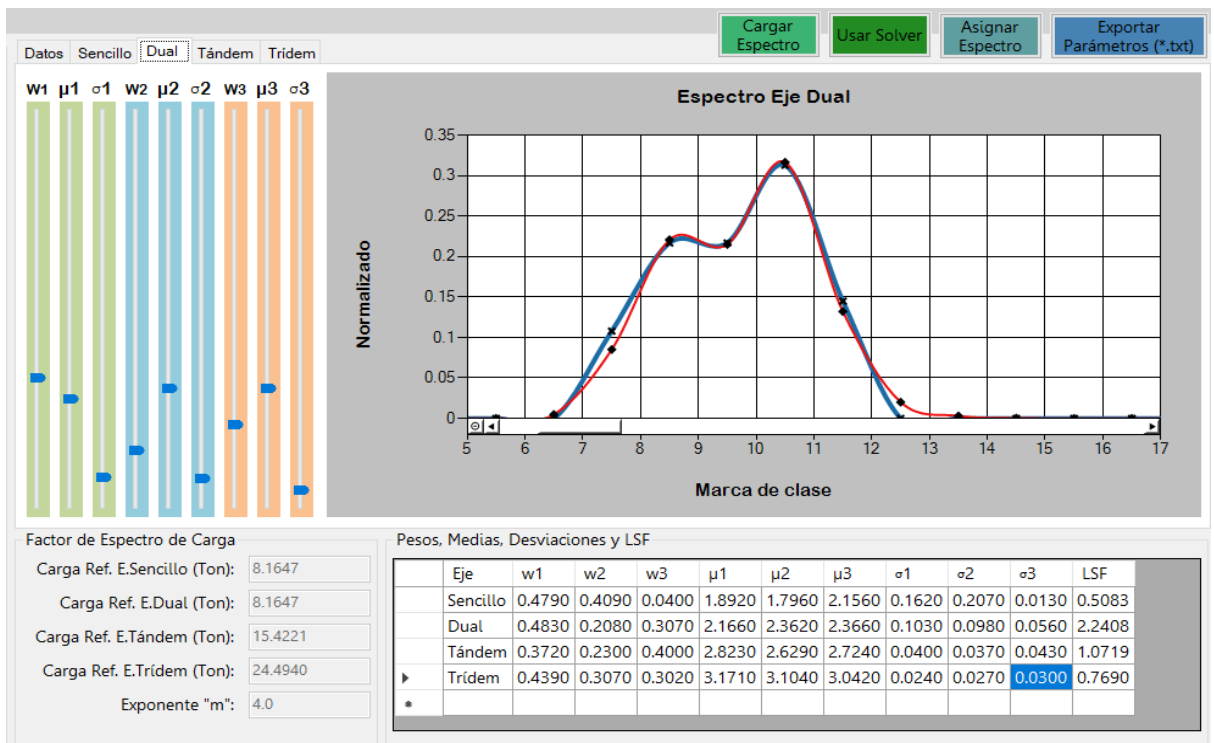 Cargar Espectro
Usar Solver
Asignar Espectro
Exportar Parámetros (*.txt)
Datos Sencillo Dual Tándem Trídem
w1 μ1 σ1 w2 μ2 σ2 w3 μ3 σ3
Espectro Eje Dual
Normalizado
0.35
0.3
0.25
0.2
0.15
0.1
0.05
0
5 6 7 8 9 10 11 12 13 14 15 16 17
Marca de clase
Factor de Espectro de Carga
Carga Ref. E.Sencillo (Ton): 8.1647
Carga Ref. E.Dual (Ton): 8.1647
Carga Ref. E.Tándem (Ton): 15.4221
Carga Ref. E.Trídem (Ton): 24.4940
Exponente "m": 4.0
Pesos, Medias, Desviaciones y LSF
Eje w1 w2 w3 μ1 μ2 μ3 σ1 σ2 σ3 LSF
Sencillo 0.4790 0.4090 0.0400 1.8920 1.7960 2.1560 0.1620 0.2070 0.0130 0.5083
Dual 0.4830 0.2080 0.3070 2.1660 2.3620 2.3660 0.1030 0.0980 0.0560 2.2408
Tándem 0.3720 0.2300 0.4000 2.8230 2.6290 2.7240 0.0400 0.0370 0.0430 1.0719
Trídem 0.4390 0.3070 0.3020 3.1710 3.1040 3.0420 0.0240 0.0270 0.0300 0.7690